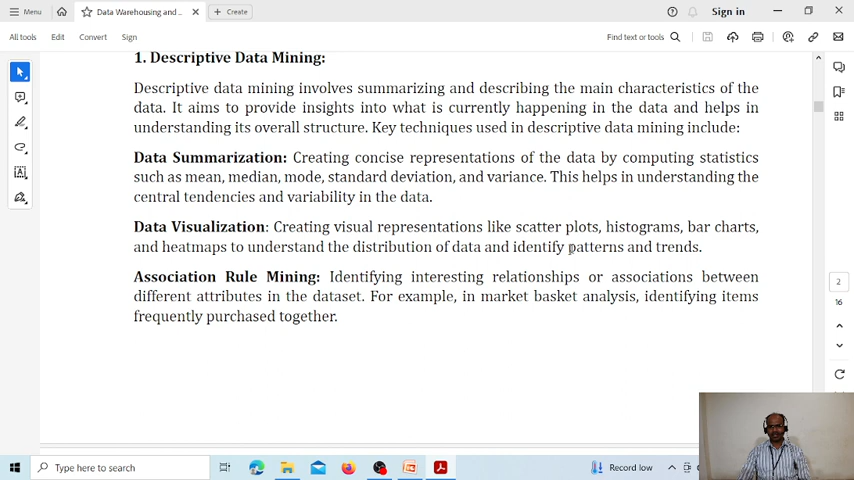 Menu
Data Warehousing and ...
Create
Sign in
All tools
Edit
Convert
Sign
Find text or tools
1. Descriptive Data Mining:
Descriptive data mining involves summarizing and describing the main characteristics of the
data. It aims to provide insights into what is currently happening in the data and helps in
understanding its overall structure. Key techniques used in descriptive data mining include:
Data Summarization: Creating concise representations of the data by computing statistics
such as mean, median, mode, standard deviation, and variance. This helps in understanding the
central tendencies and variability in the data.
Data Visualization: Creating visual representations like scatter plots, histograms, bar charts,
and heatmaps to understand the distribution of data and identify patterns and trends.
Association Rule Mining: Identifying interesting relationships or associations between
different attributes in the dataset. For example, in market basket analysis, identifying items
frequently purchased together.
2
16
Type here to search
Record low